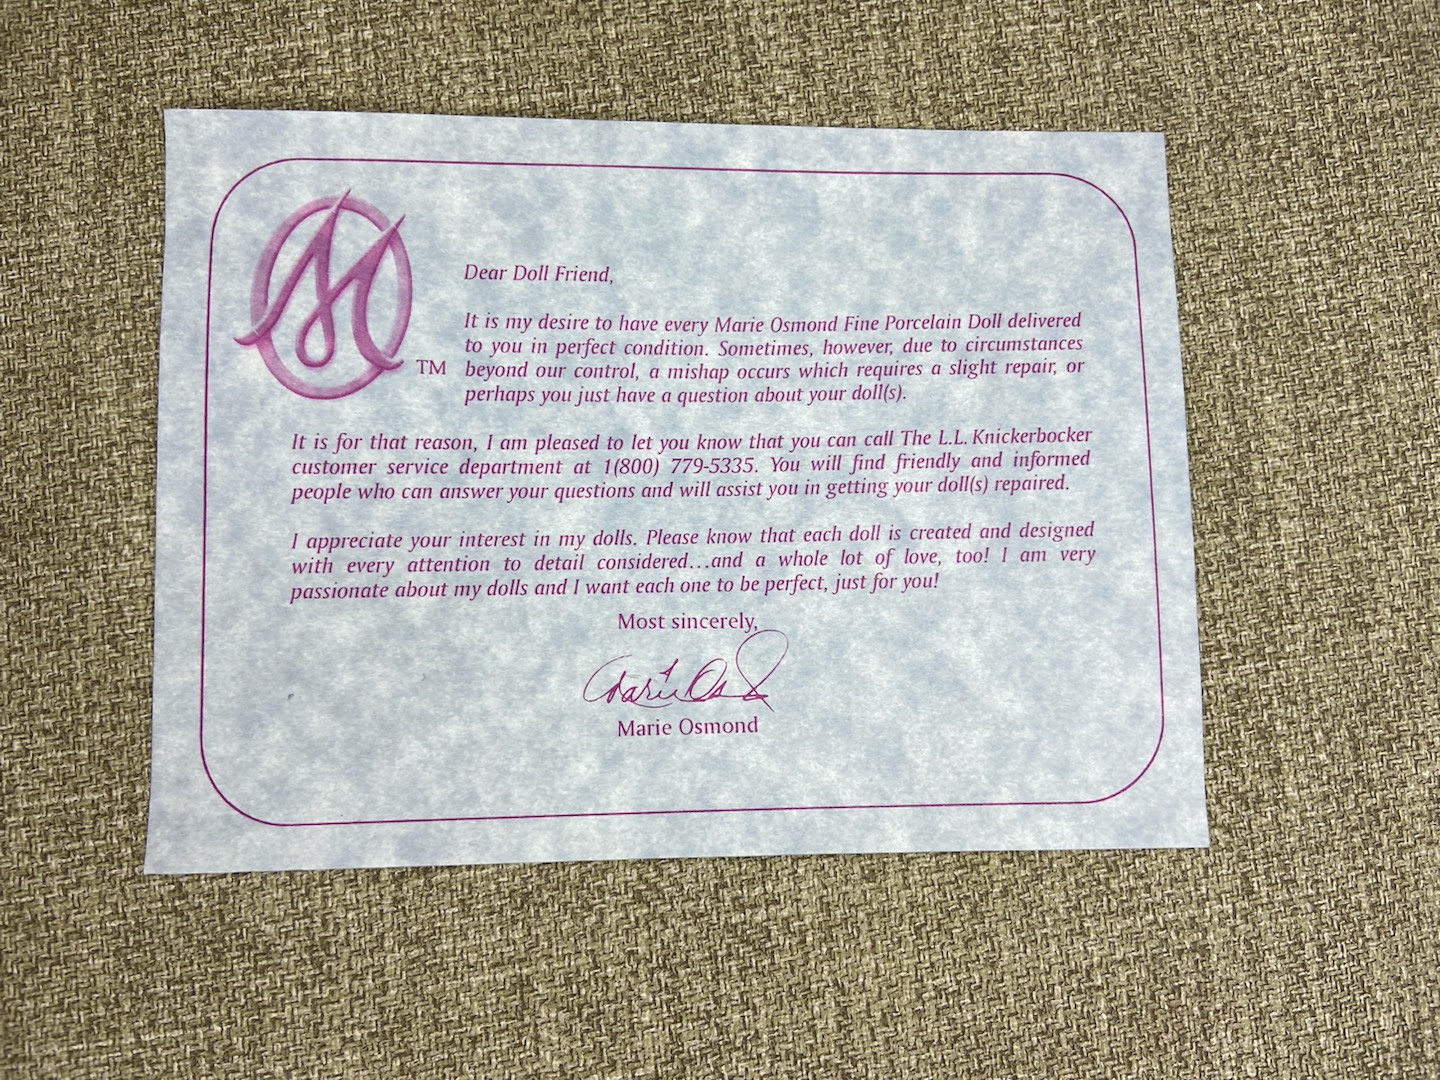 M
TM
Dear Doll Friend,
It is my desire to have every Marie Osmond Fine Porcelain Doll delivered
to you in perfect condition. Sometimes, however, due to circumstances
beyond our control, a mishap occurs which requires a slight repair, or
perhaps you just have a question about your doll(s).
It is for that reason, I am pleased to let you know that you can call The L.L. Knickerbocker
customer service department at 1(800) 779-5335. You will find friendly and informed
people who can answer your questions and will assist you in getting your doll(s) repaired.
I appreciate your interest in my dolls. Please know that each doll is created and designed
with every attention to detail considered...and a whole lot of love, too! I am very
passionate about my dolls and I want each one to be perfect, just for you!
Most sincerely,
Marie Osmond
Marie Osmond